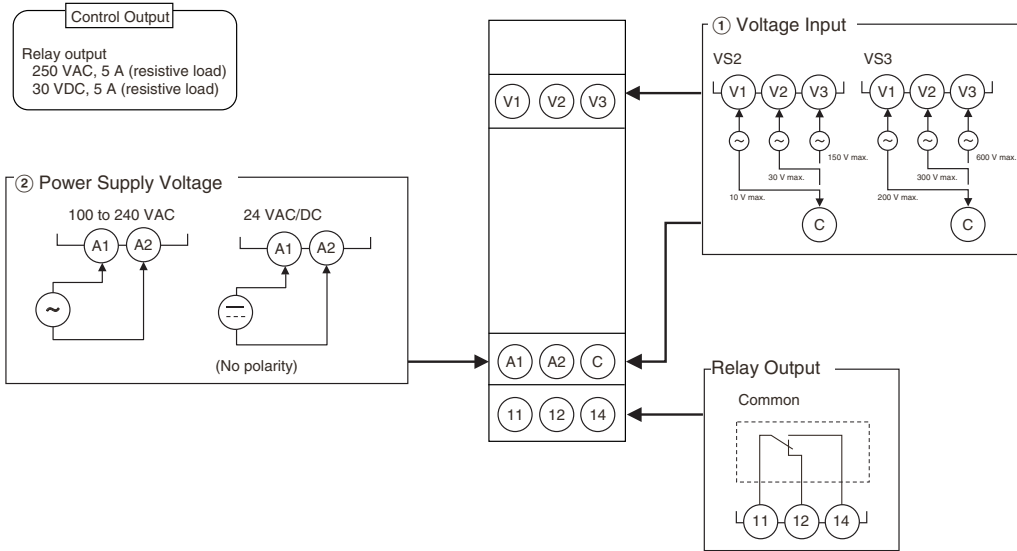 Control Output
Relay output
250 VAC, 5 A (resistive load)
30 VDC, 5 A (resistive load)
① Voltage Input
VS2
VS3
V1 V2 V3
V1 V2 V3
V1 V2 V3
~ ~ ~
~ ~ ~
150 V max.
30 V max.
10 V max.
600 V max.
300 V max.
200 V max.
C
C
② Power Supply Voltage
100 to 240 VAC
24 VAC/DC
A1 A2
A1 A2
~
(No polarity)
A1 A2 C
11 12 14
Relay Output
Common
11 12 14